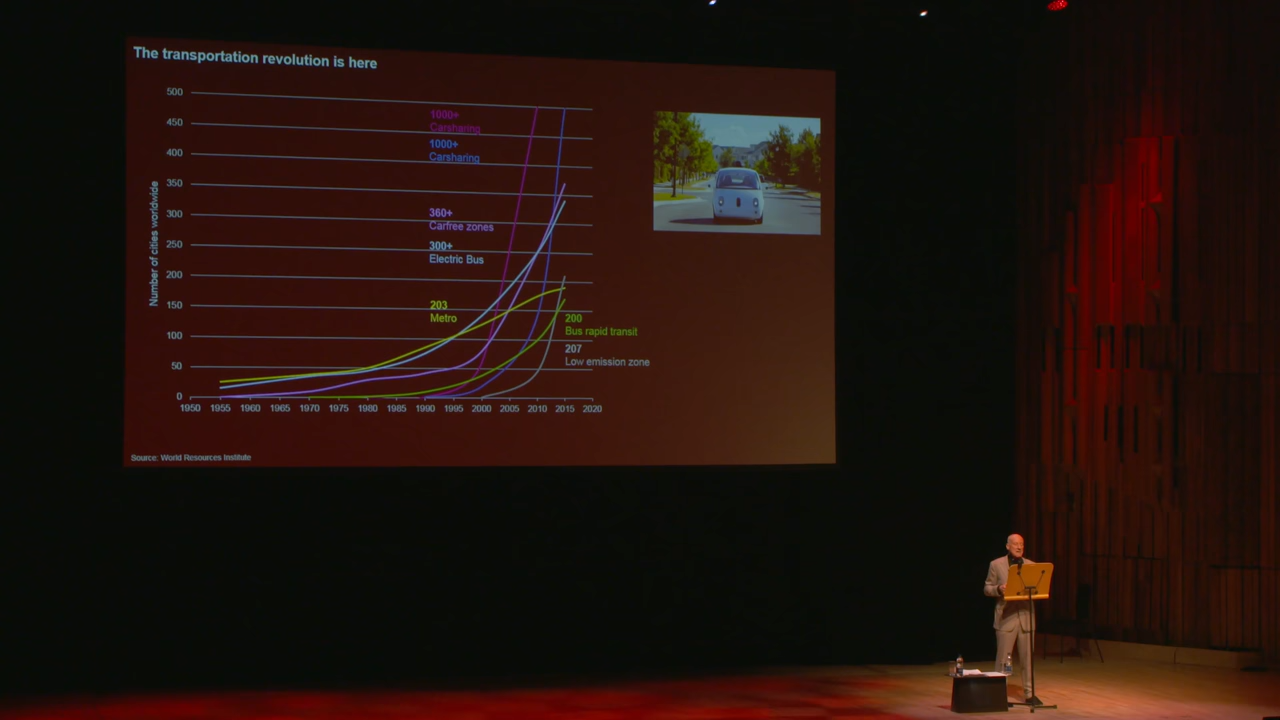 The transportation revolution is here
Number of cities worldwide
500
450
400
350
300
250
200
150
100
50
0
1000+
Carsharing
1000+
Carsharing
360+
Carfree zones
300+
Electric Bus
203
Metro
200
Bus rapid transit
207
Low emission zone
1950 1955 1960 1965 1970 1975 1980 1985 1990 1995 2000 2005 2010 2015 2020
Source: World Resources Institute